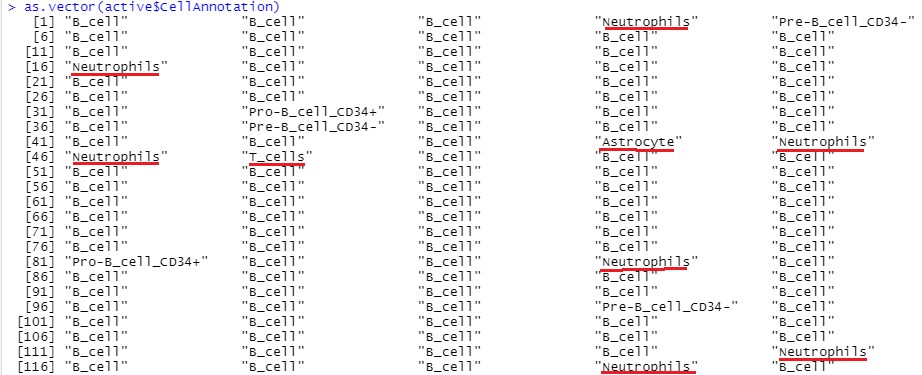 > as.vector(active$CellAnnotation)
[1] "B_cell" "B_cell" "B_cell" "Neutrophils" "Pre-B_cell_CD34-"
[6] "B_cell" "B_cell" "B_cell" "B_cell" "B_cell"
[11] "B_cell" "B_cell" "B_cell" "B_cell" "B_cell"
[16] "Neutrophils" "B_cell" "B_cell" "B_cell" "B_cell"
[21] "B_cell" "B_cell" "B_cell" "B_cell" "B_cell"
[26] "B_cell" "B_cell" "B_cell" "B_cell" "B_cell"
[31] "B_cell" "Pro-B_cell_CD34+" "B_cell" "B_cell" "B_cell"
[36] "B_cell" "Pre-B_cell_CD34-" "B_cell" "B_cell" "B_cell"
[41] "B_cell" "B_cell" "B_cell" "Astrocyte" "Neutrophils"
[46] "Neutrophils" "T_cells" "B_cell" "B_cell" "B_cell"
[51] "B_cell" "B_cell" "B_cell" "B_cell" "B_cell"
[56] "B_cell" "B_cell" "B_cell" "B_cell" "B_cell"
[61] "B_cell" "B_cell" "B_cell" "B_cell" "B_cell"
[66] "B_cell" "B_cell" "B_cell" "B_cell" "B_cell"
[71] "B_cell" "B_cell" "B_cell" "B_cell" "B_cell"
[76] "B_cell" "B_cell" "B_cell" "B_cell" "B_cell"
[81] "Pro-B_cell_CD34+" "B_cell" "B_cell" "Neutrophils" "B_cell"
[86] "B_cell" "B_cell" "B_cell" "B_cell" "B_cell"
[91] "B_cell" "B_cell" "B_cell" "B_cell" "B_cell"
[96] "B_cell" "B_cell" "B_cell" "Pre-B_cell_CD34-" "B_cell"
[101] "B_cell" "B_cell" "B_cell" "B_cell" "B_cell"
[106] "B_cell" "B_cell" "B_cell" "B_cell" "B_cell"
[111] "B_cell" "B_cell" "B_cell" "B_cell" "Neutrophils"
[116] "B_cell" "B_cell" "B_cell" "Neutrophils" "B_cell"